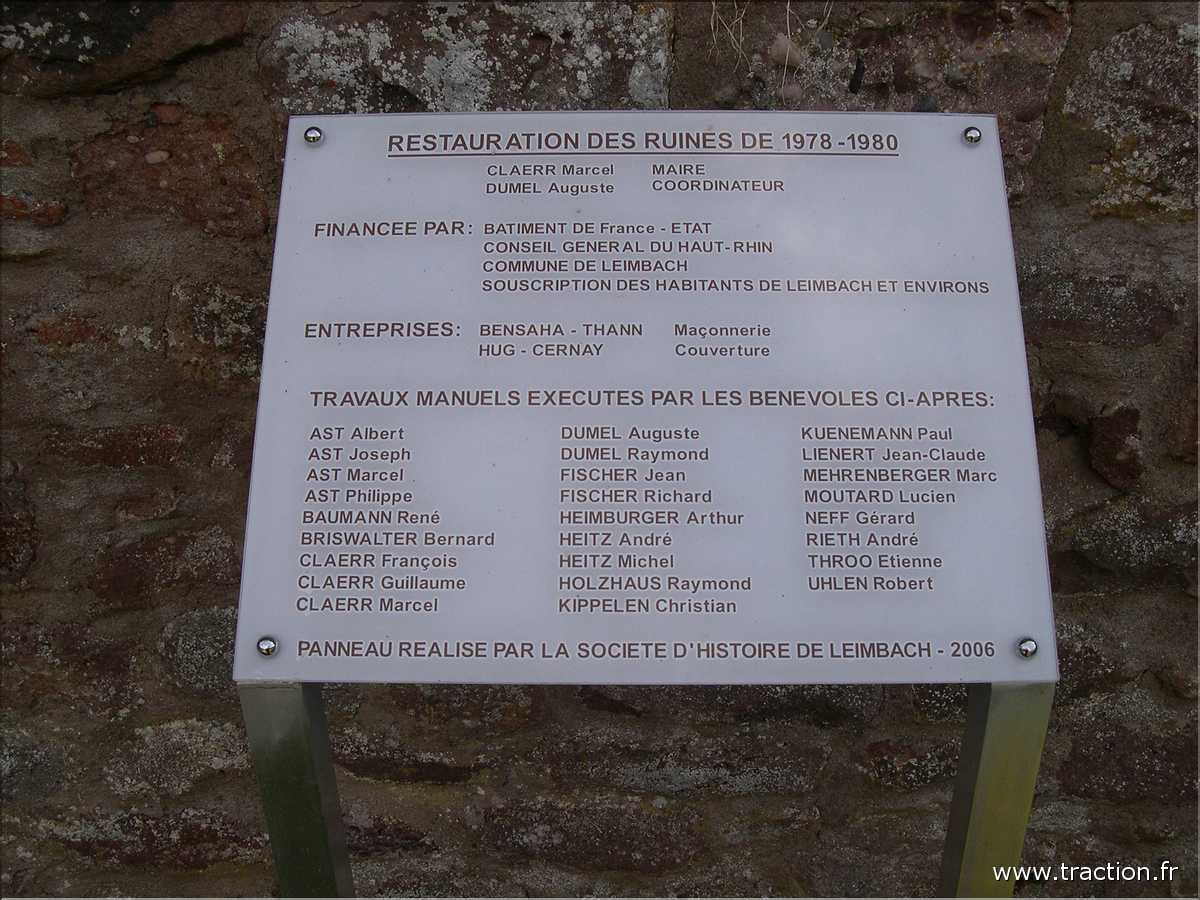 RESTAURATION DES RUINES DE 1978 -1980
CLAERR Marcel MAIRE
DUMEL Auguste COORDINATEUR
FINANCEE PAR: BATIMENT DE France - ETAT
CONSEIL GENERAL DU HAUT-RHIN
COMMUNE DE LEIMBACH
SOUSCRIPTION DES HABITANTS DE LEIMBACH ET ENVIRONS
ENTREPRISES: BENSAHA - THANN Maçonnerie
HUG - CERNAY Couverture
TRAVAUX MANUELS EXECUTES PAR LES BENEVOLES CI-APRES:
AST Albert
AST Joseph
AST Marcel
AST Philippe
BAUMANN René
BRISWALTER Bernard
CLAERR François
CLAERR Guillaume
CLAERR Marcel
DUMEL Auguste
DUMEL Raymond
FISCHER Jean
FISCHER Richard
HEIMBURGER Arthur
HEITZ André
HEITZ Michel
HOLZHAUS Raymond
KIPPELEN Christian
KUENEMANN Paul
LIENERT Jean-Claude
MEHRENBERGER Marc
MOUTARD Lucien
NEFF Gérard
RIETH André
THROO Etienne
UHLEN Robert
PANNEAU REALISE PAR LA SOCIETE D'HISTOIRE DE LEIMBACH - 2006
www.traction.fr